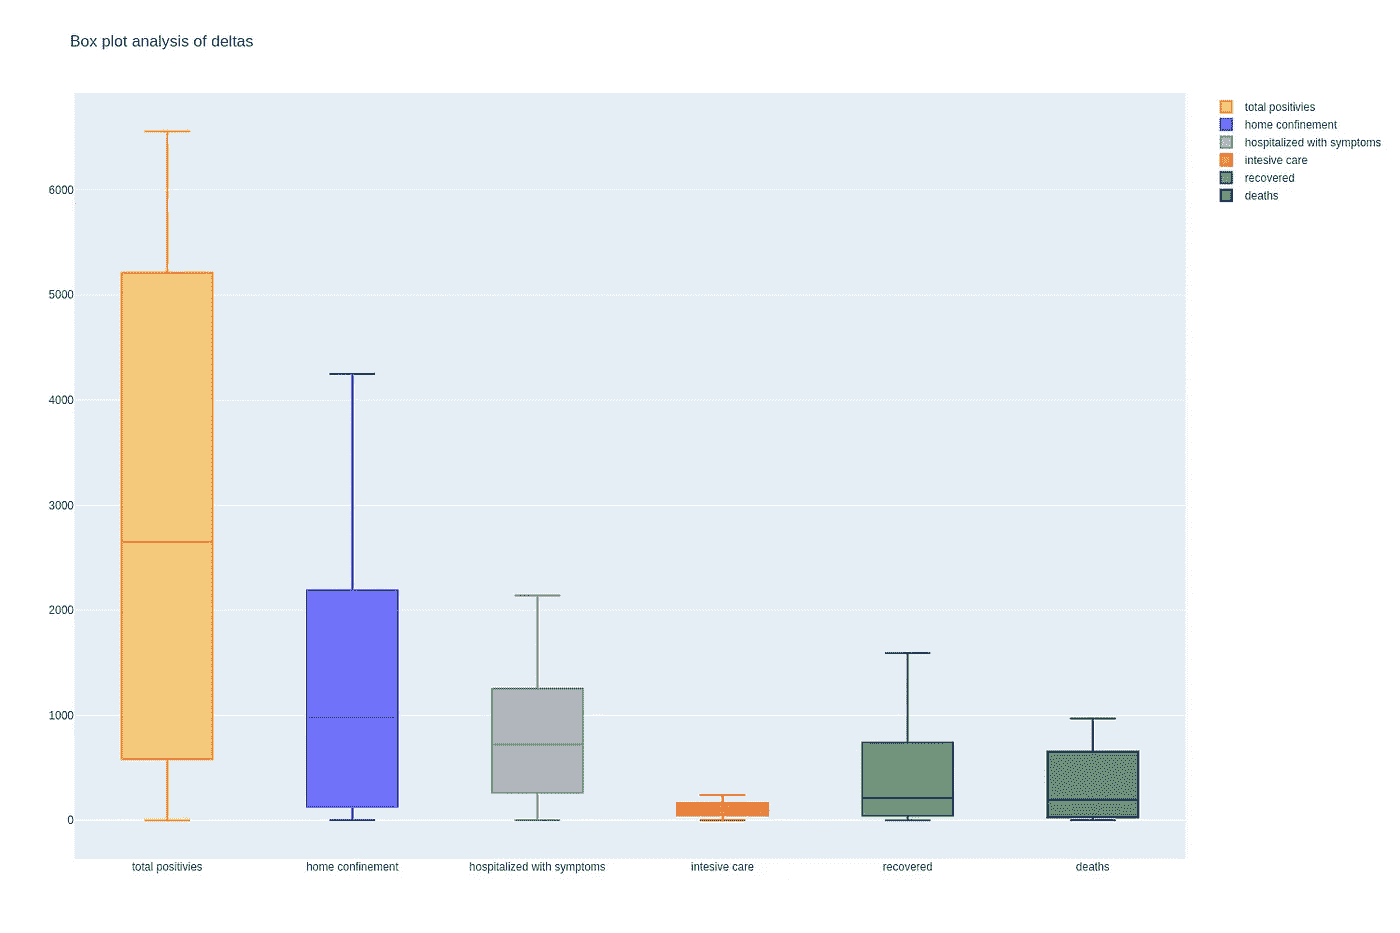 Box plot analysis of deltas
total positivies
home confinement
hospitalized with symptoms
intesive care
recovered
deaths
6000
5000
4000
3000
2000
1000
0
total positivies home confinement hospitalized with symptoms intesive care recovered deaths